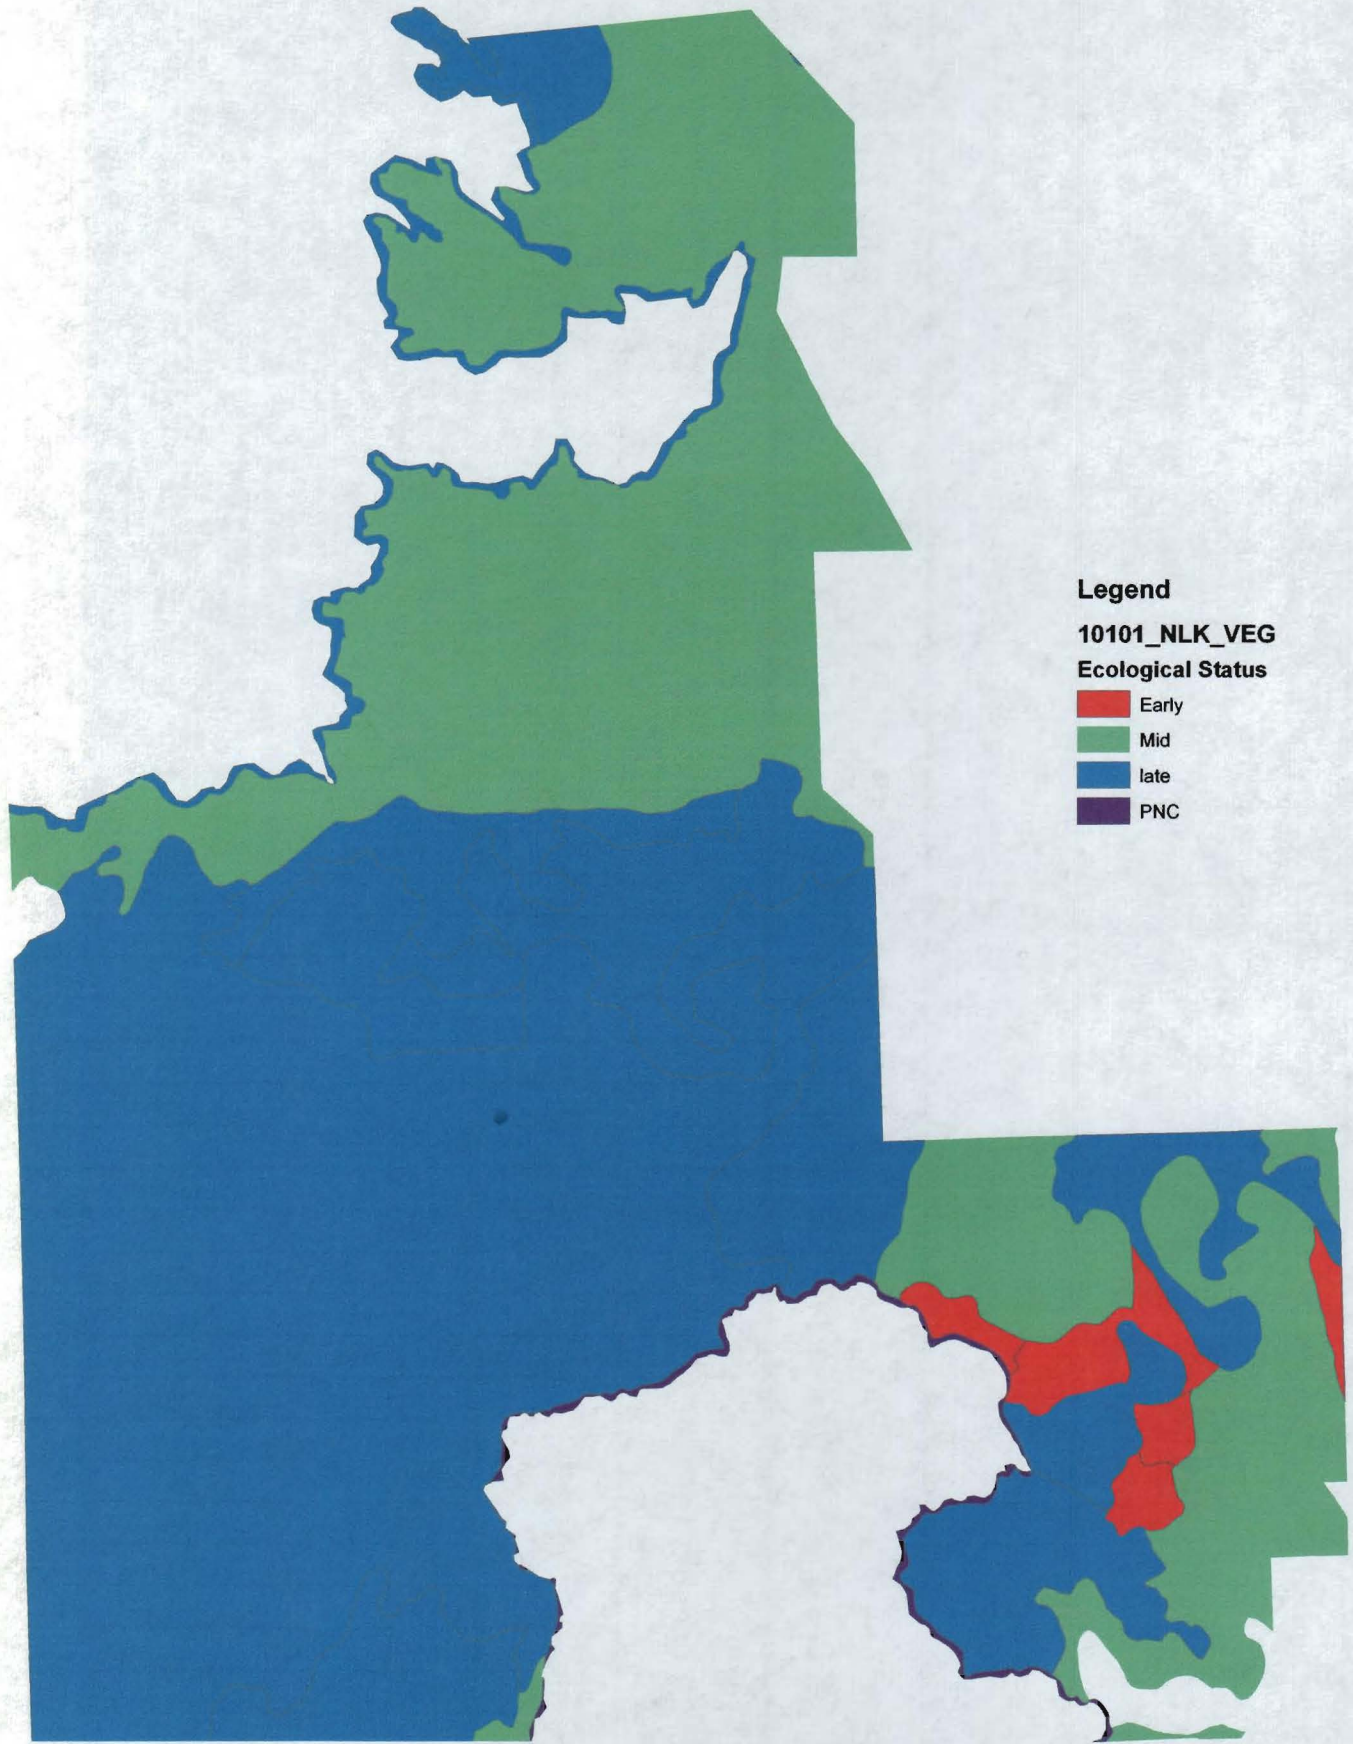 Legend
10101_NLK_VEG
Ecological Status
Early
Mid
late
PNC